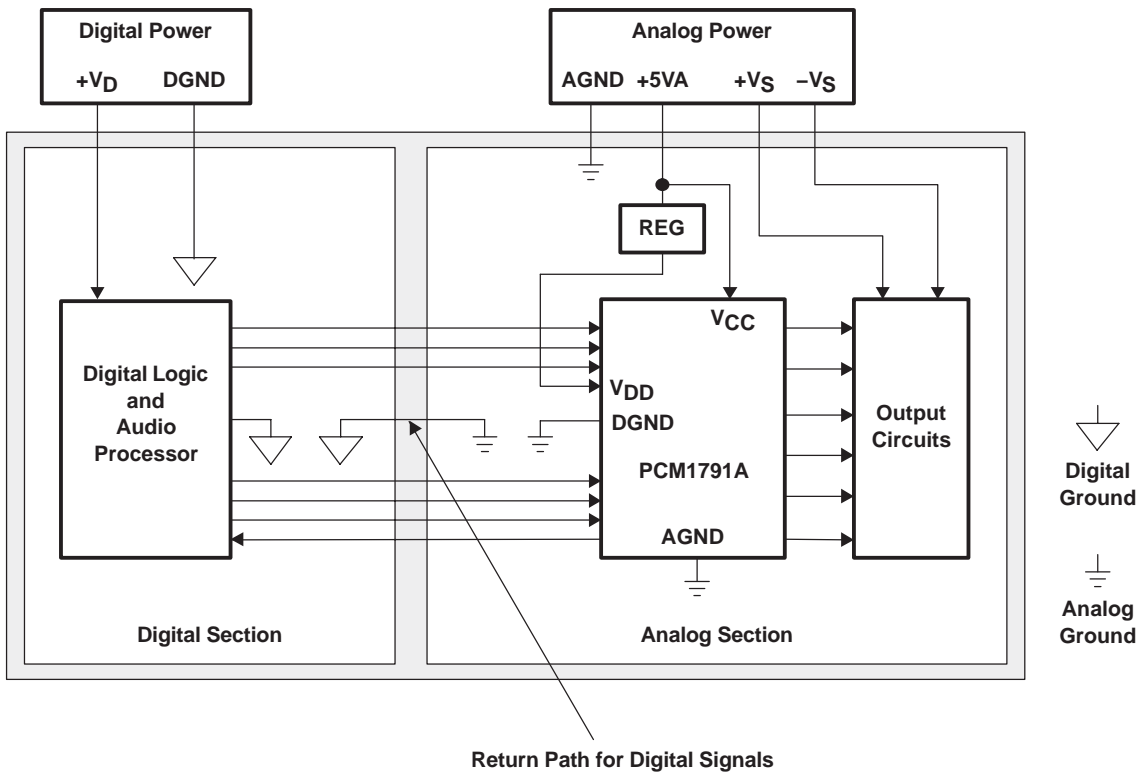 Digital Power
+VD DGND
Analog Power
AGND +5VA +VS –VS
REG
VCC
Digital Logic
and
Audio
Processor
VDD
DGND
PCM1791A
AGND
Output
Circuits
Digital
Ground
Analog
Ground
Digital Section
Analog Section
Return Path for Digital Signals